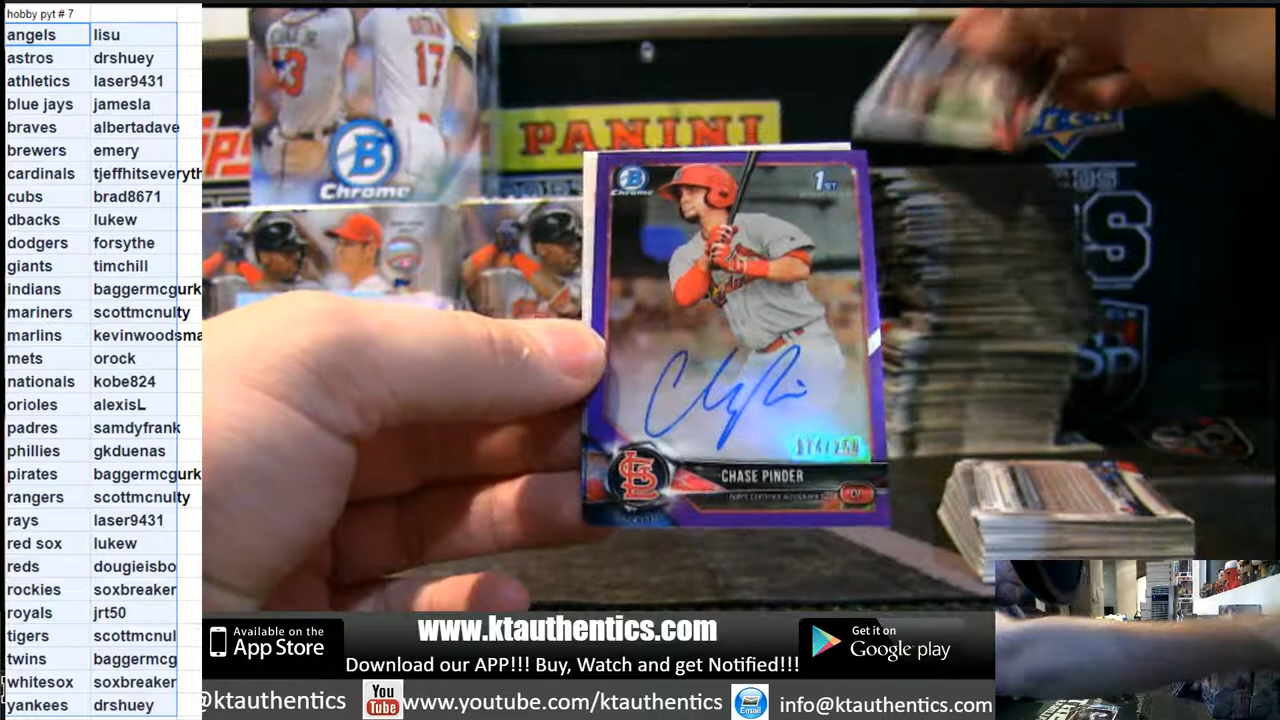 hobby pyt # 7
angels lisu
astros drshuey
athletics laser9431
blue jays jamesla
braves albertadave
brewers emery
cardinals tjeffhitseveryth
cubs brad8671
dbacks lukew
dodgers forsythe
giants timchill
indians baggermcgurk
mariners scottmcnulty
marlins kevinwoodsma
mets orock
nationals kobe824
orioles alexisL
padres samdyfrank
phillies gkduenas
pirates baggermcgurk
rangers scottmcnulty
rays laser9431
red sox lukew
reds dougieisbo
rockies soxbreaker
royals jrt50
tigers scottmcnul
twins baggermcg
whitesox soxbreaker
yankees drshuey
17
B
Chrome
PANINI
B
Chrome
1ST
CHASE PINDER
Available on the
App Store
www.ktauthentics.com
Download our APP!!! Buy, Watch and get Notified!!!
Get it on
Google play
@ktauthentics
You
Tube
www.youtube.com/ktauthentics
Email
info@ktauthentics.com